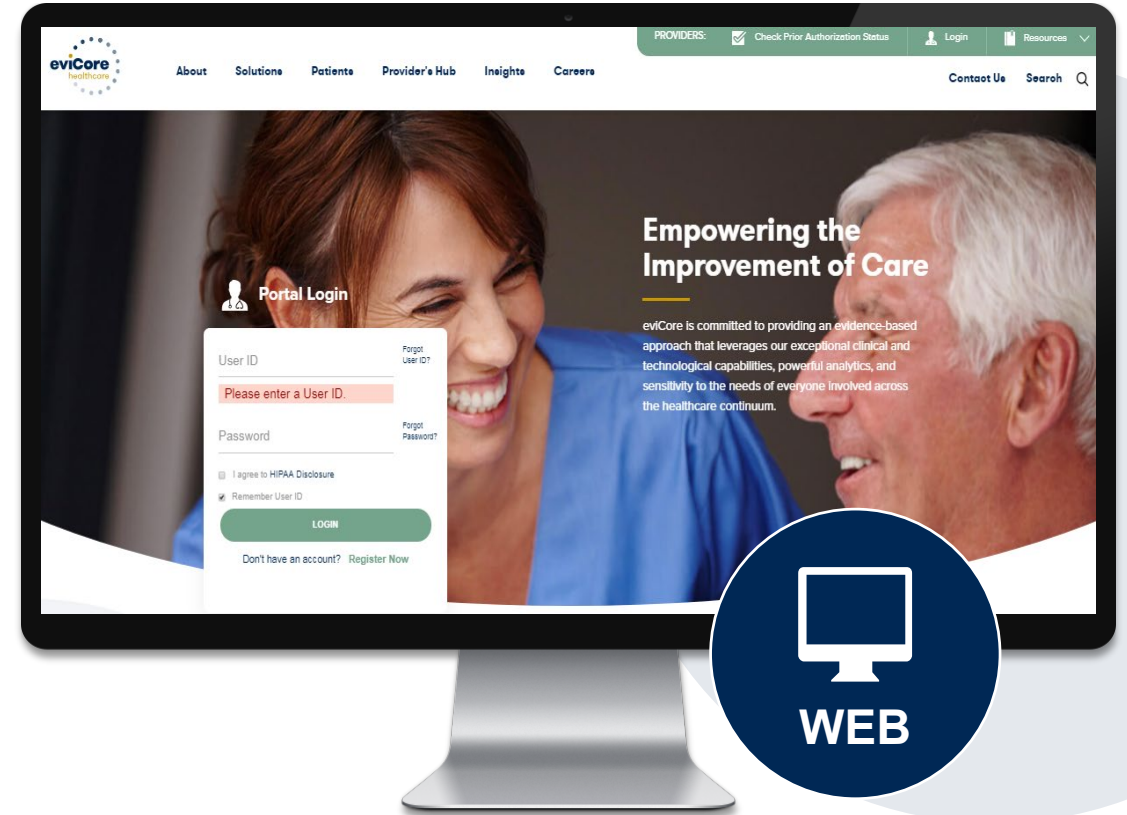 PROVIDERS: Check Prior Authorization Status Login Resources
eviCore
healthcare
About Solutions Patients Provider's Hub Insights Careers
Contact Us Search
Empowering the
Improvement of Care
eviCore is committed to providing an evidence-based
approach that leverages our exceptional clinical and
technological capabilities, powerful analytics, and
sensitivity to the needs of everyone involved across
the healthcare continuum.
Portal Login
User ID
Forgot
User ID?
Please enter a User ID.
Password
Forgot
Password?
I agree to HIPAA Disclosure
Remember User ID
LOGIN
Don't have an account? Register Now
WEB